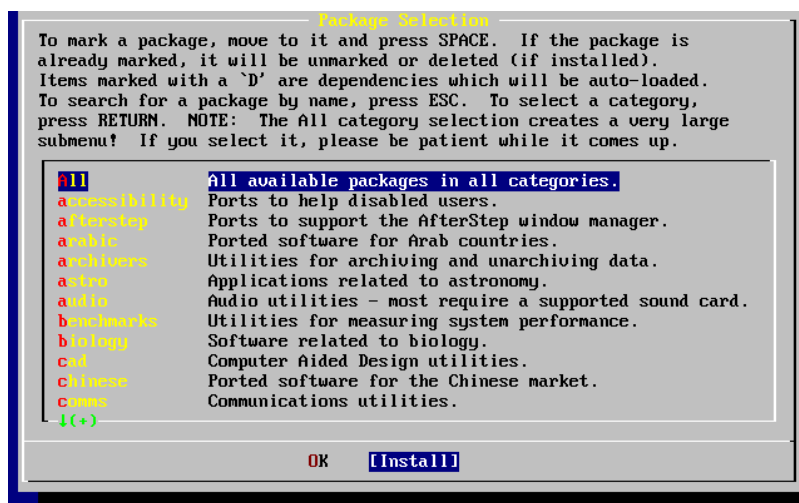 Package Selection
To mark a package, move to it and press SPACE.  If the package is
already marked, it will be unmarked or deleted (if installed).
Items marked with a `D' are dependencies which will be auto-loaded.
To search for a package by name, press ESC.  To select a category,
press RETURN.  NOTE:  The All category selection creates a very large
submenu!  If you select it, please be patient while it comes up.
All All available packages in all categories.
accessibility Ports to help disabled users.
afterstep Ports to support the AfterStep window manager.
arabic Ported software for Arab countries.
archivers Utilities for archiving and unarchiving data.
astro Applications related to astronomy.
audio Audio utilities - most require a supported sound card.
benchmarks Utilities for measuring system performance.
biology Software related to biology.
cad Computer Aided Design utilities.
chinese Ported software for the Chinese market.
comms Communications utilities.
↓(+)
OK [Install]